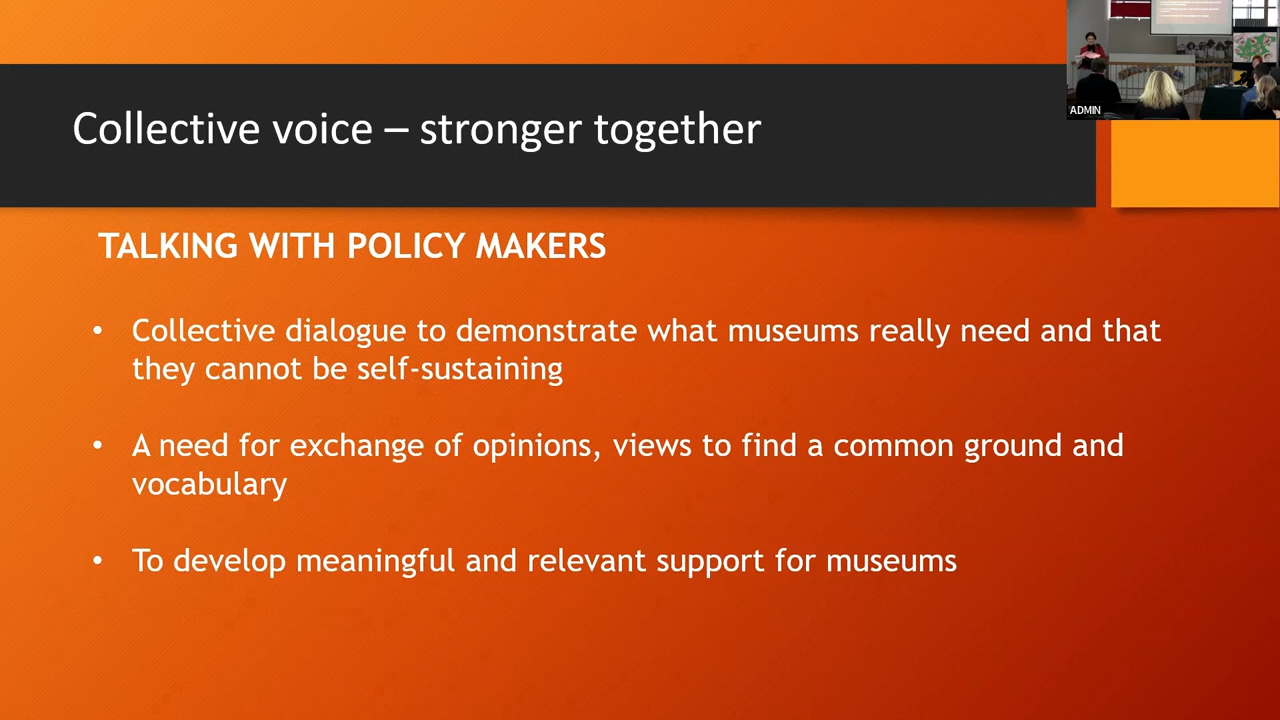 ADMIN
Collective voice – stronger together
TALKING WITH POLICY MAKERS
• Collective dialogue to demonstrate what museums really need and that
they cannot be self-sustaining
• A need for exchange of opinions, views to find a common ground and
vocabulary
• To develop meaningful and relevant support for museums